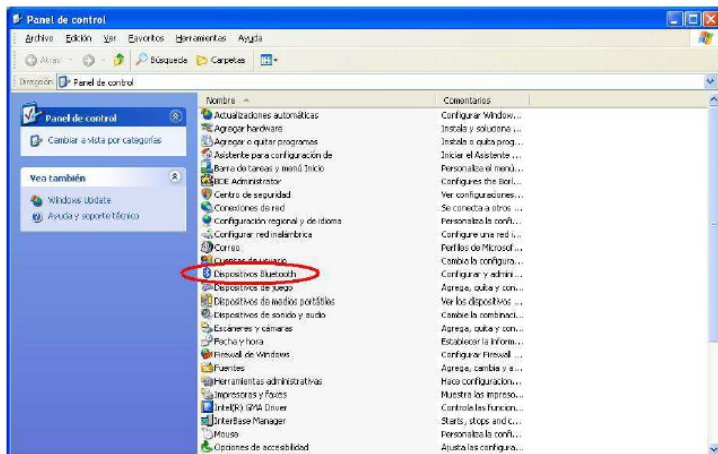 Panel de control
Archivo Edición Ver Favoritos Herramientas Ayuda
Atrás Búsqueda Carpetas
Dirección Panel de control
Panel de control
Cambiar a vista por categorías
Vea también
Windows Update
Ayuda y soporte técnico
Nombre Comentarios
Actualizaciones automáticas Configurar Window...
Agregar hardware Instala y soluciona ...
Agregar o quitar programas Instala o quita prog...
Asistente para configuración de Iniciar el Asistente ...
Barra de tareas y menú Inicio Personaliza el menú...
BDE Administrator Configures the Borl...
Centro de seguridad Ver configuraciones...
Conexiones de red Se conecta a otros ...
Configuración regional y de idioma Personaliza la confi...
Configurar red inalámbrica Configure una red i...
Correo Perfiles de Microsof...
Cuentas de usuario Cambia la configura...
Dispositivos Bluetooth Configurar y admini...
Dispositivos de juego Agrega, quita y con...
Dispositivos de medios portátiles Ver los dispositivos ...
Dispositivos de sonido y audio Cambie la combinaci...
Escáneres y cámaras Agrega, quita y con...
Fecha y hora Establecer la inform...
Firewall de Windows Configurar Firewall ...
Fuentes Agrega, cambia y a...
Herramientas administrativas Hace configuracion...
Impresoras y faxes Muestra las impreso...
Intel(R) GMA Driver Controla las funcion...
InterBase Manager Starts, stops and c...
Mouse Personaliza la confi...
Opciones de accesibilidad Ajusta las configura...